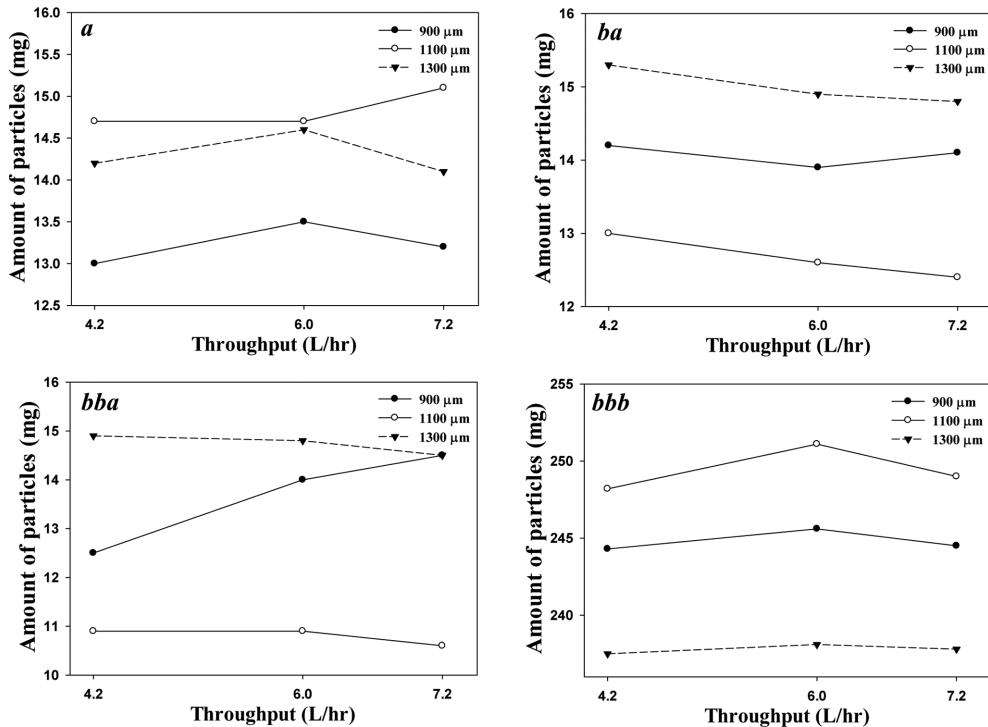 a
900 μm
1100 μm
1300 μm
16.0
15.5
15.0
14.5
14.0
13.5
13.0
12.5
Amount of particles (mg)
4.2 6.0 7.2
Throughput (L/hr)
ba
900 μm
1100 μm
1300 μm
16
15
14
13
12
Amount of particles (mg)
4.2 6.0 7.2
Throughput (L/hr)
bba
900 μm
1100 μm
1300 μm
16
15
14
13
12
11
10
Amount of particles (mg)
4.2 6.0 7.2
Throughput (L/hr)
bbb
900 μm
1100 μm
1300 μm
255
250
245
240
Amount of particles (mg)
4.2 6.0 7.2
Throughput (L/hr)